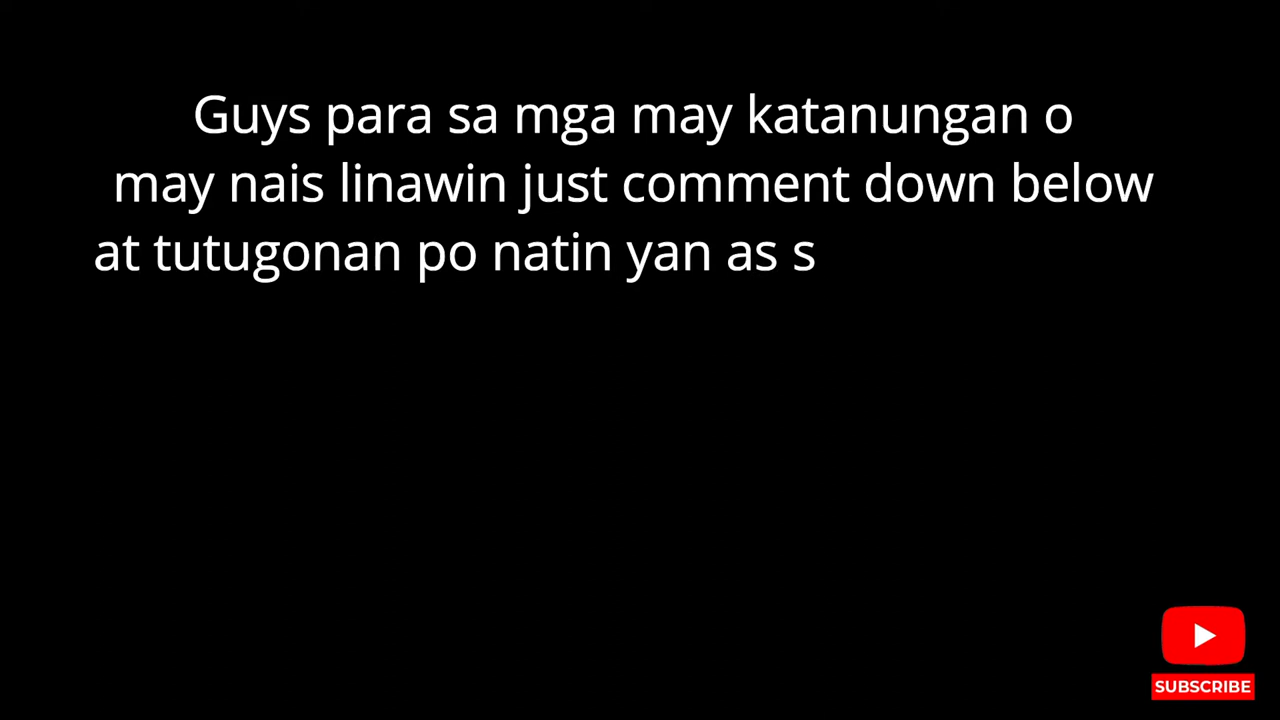 Guys para sa mga may katanungan o
may nais linawin just comment down below
at tutugonan po natin yan as s
SUBSCRIBE